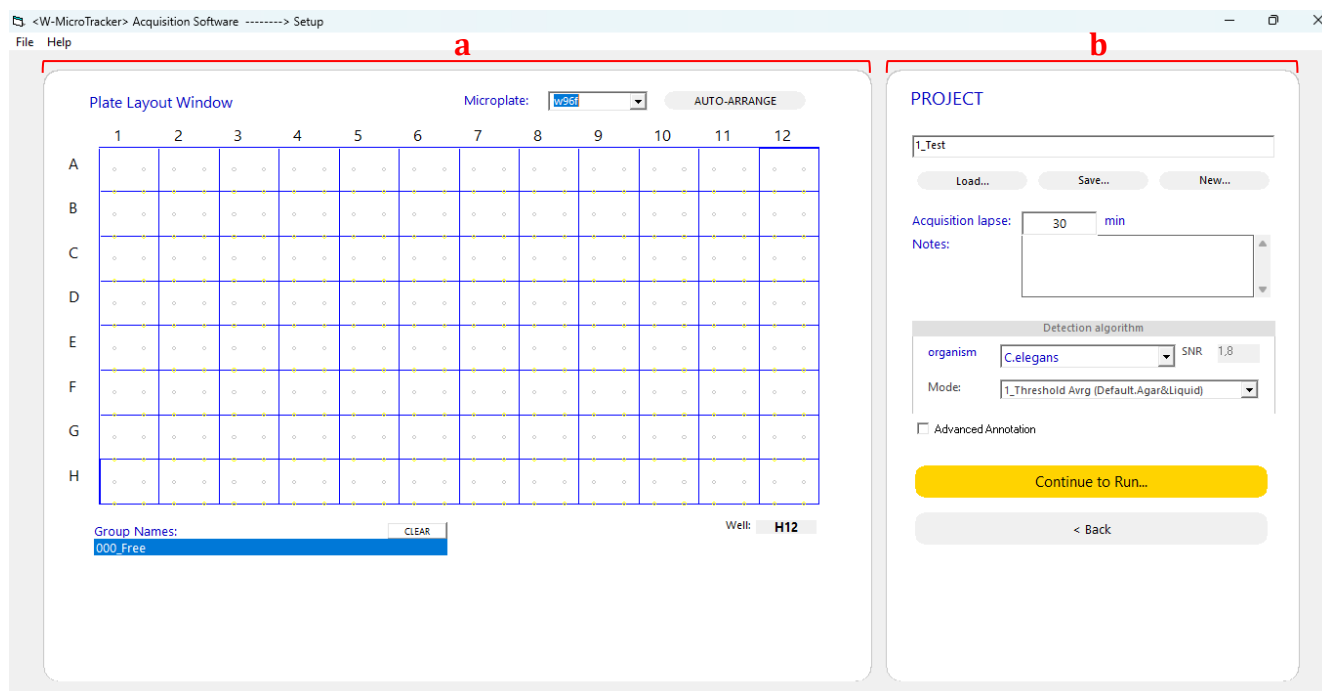 <W-MicroTracker> Acquisition Software --------> Setup
File Help
a
b
Plate Layout Window
Microplate: w96f AUTO-ARRANGE
1 2 3 4 5 6 7 8 9 10 11 12
A
B
C
D
E
F
G
H
Group Names: CLEAR
000_Free
Well: H12
PROJECT
1_Test
Load... Save... New...
Acquisition lapse: 30 min
Notes:
Detection algorithm
organism C.elegans SNR 1,8
Mode: 1_Threshold Avrg (Default.Agar&Liquid)
Advanced Annotation
Continue to Run...
< Back